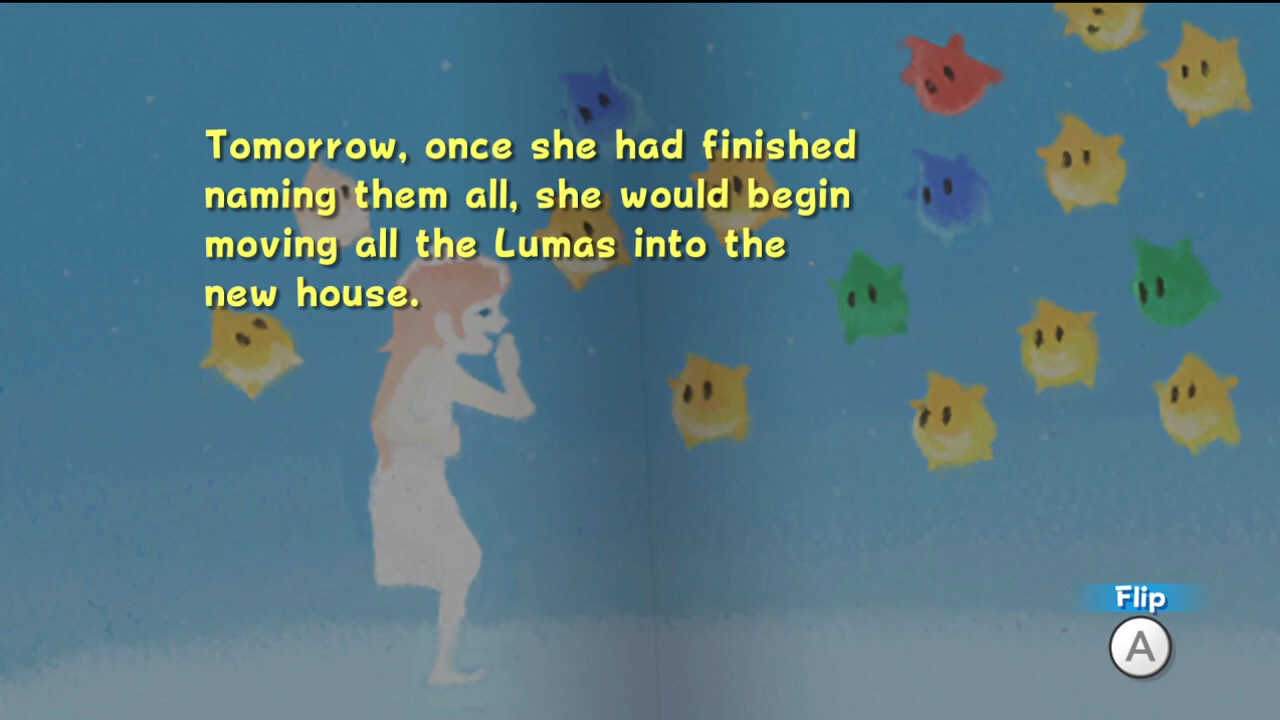 Tomorrow, once she had finished
naming them all, she would begin
moving all the Lumas into the
new house.
Flip
A